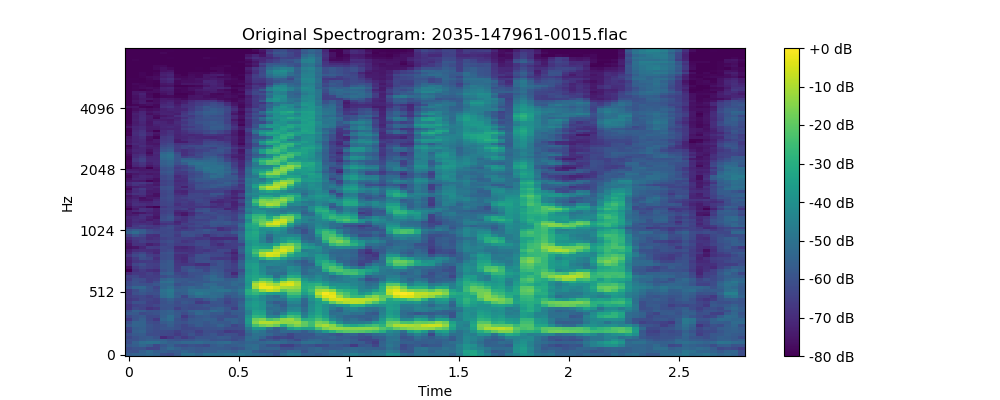 Original Spectrogram: 2035-147961-0015.flac
Hz
4096
2048
1024
512
0
0
0.5
1
1.5
2
2.5
Time
+0 dB
-10 dB
-20 dB
-30 dB
-40 dB
-50 dB
-60 dB
-70 dB
-80 dB